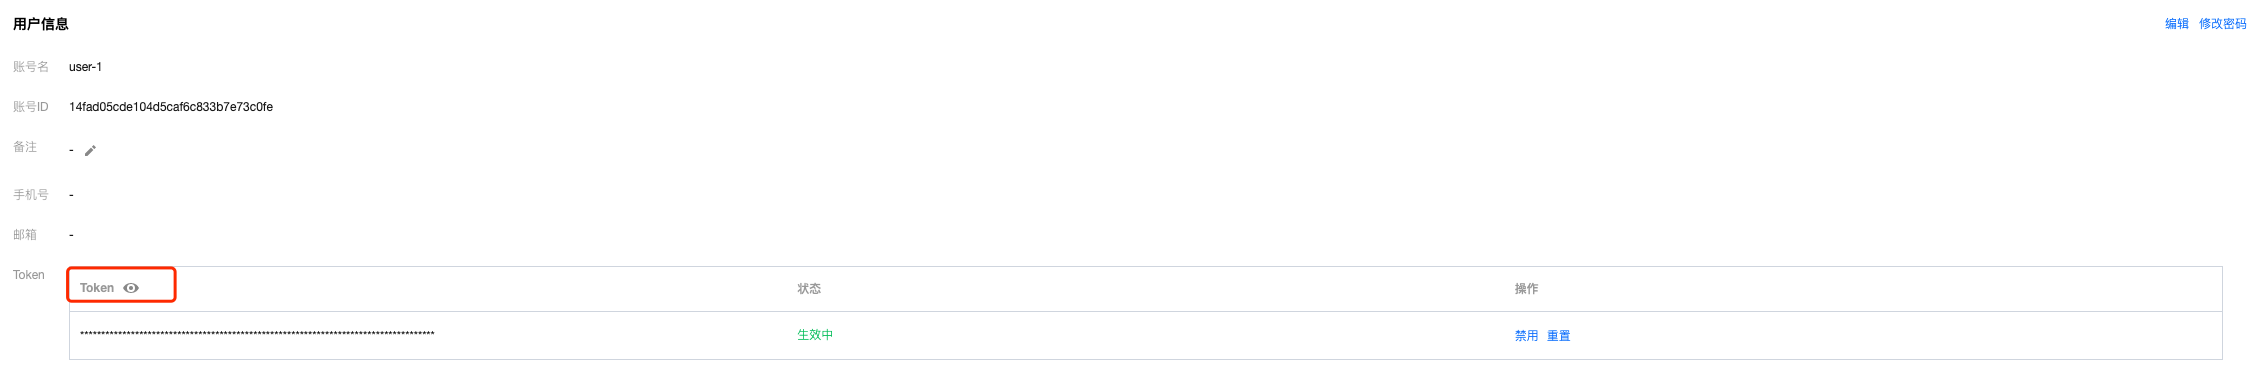 用户信息 编辑 修改密码
账号名 user-1
账号ID 14fad05cde104d5caf6c833b7e73c0fe
备注 -
手机号 -
邮箱 -
Token
Token 状态 操作
************************************************************************************ 生效中 禁用 重置